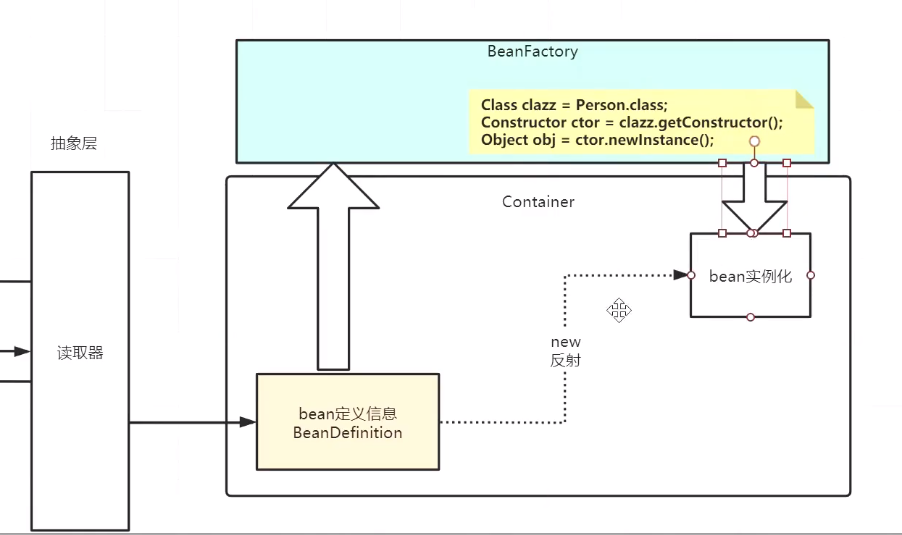 BeanFactory
Class clazz = Person.class;
Constructor ctor = clazz.getConstructor();
Object obj = ctor.newInstance();
抽象层
Container
bean实例化
读取器
new
反射
bean定义信息
BeanDefinition